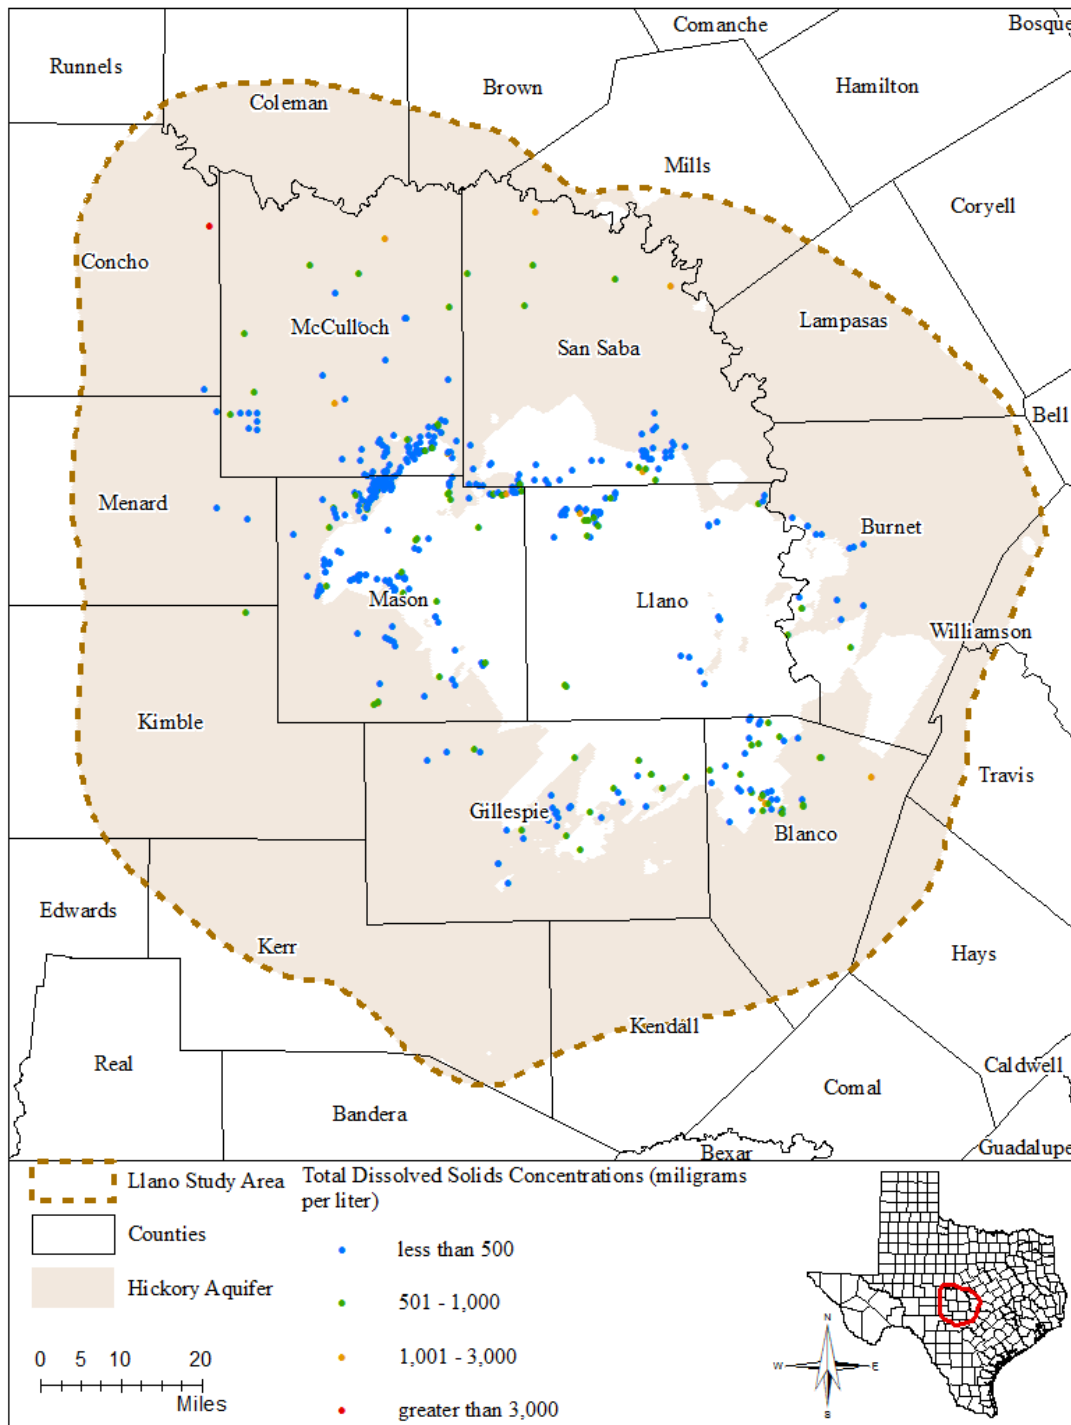 Comanche
Bosque
Runnels
Brown
Hamilton
Coleman
Mills
Coryell
Concho
McCulloch
Lampasas
San Saba
Bell
Menard
Burnet
Mason
Llano
Williamson
Kimble
Travis
Gillespie
Blanco
Edwards
Kerr
Hays
Kendall
Real
Caldwell
Comal
Bandera
Guadalupe
Bexar
Llano Study Area
Counties
Hickory Aquifer
0 5 10 20
Miles
Total Dissolved Solids Concentrations (miligrams
per liter)
less than 500
501 - 1,000
1,001 - 3,000
greater than 3,000
N
W E
S